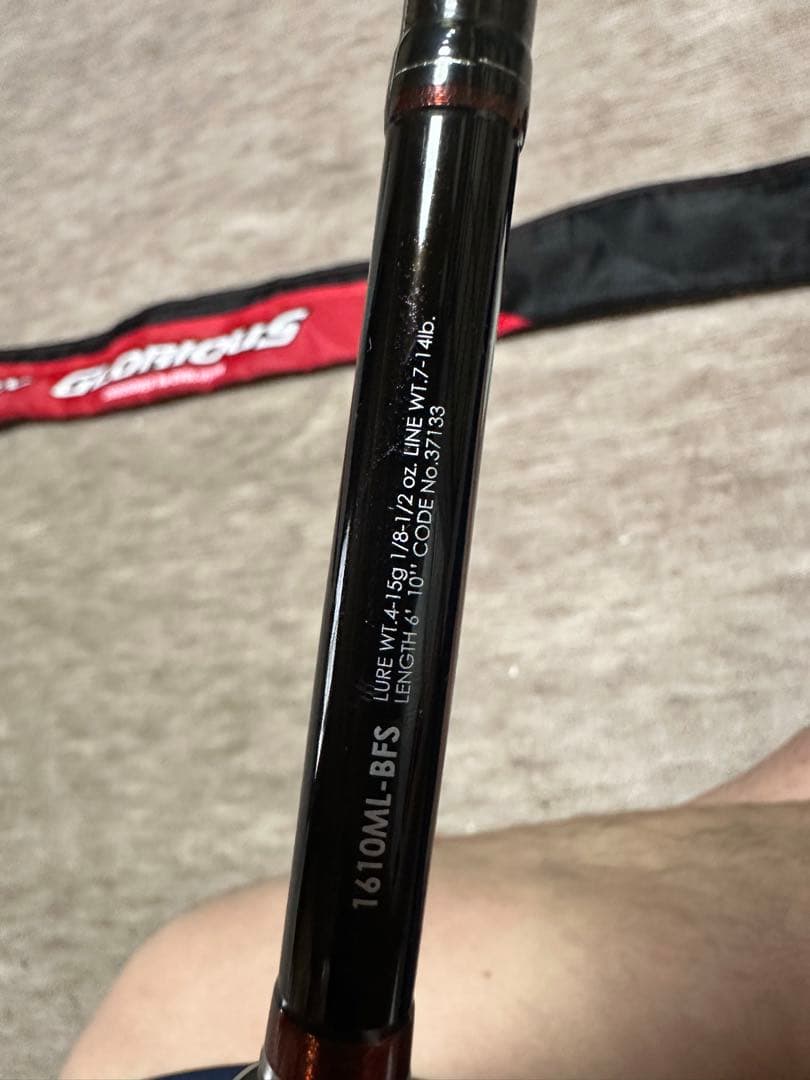 GLORIOUS
1610ML-BFS
LURE WT.4-15g 1/8-1/2 oz. LINE WT.7-14lb.
LENGTH 6' 10'' CODE No.37133